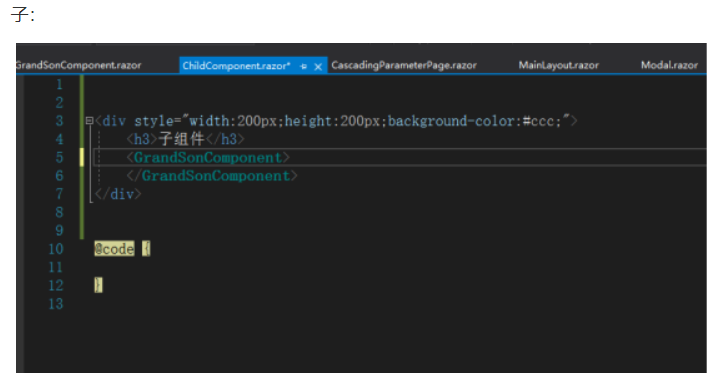 子:
GrandSonComponent.razor ChildComponent.razor* CascadingParameterPage.razor MainLayout.razor Modal.razor
1
2
3 <div style="width:200px;height:200px;background-color:#ccc;">
4 <h3>子组件</h3>
5 <GrandSonComponent>
6 </GrandSonComponent>
7 </div>
8
9
10 @code {
11
12 }
13